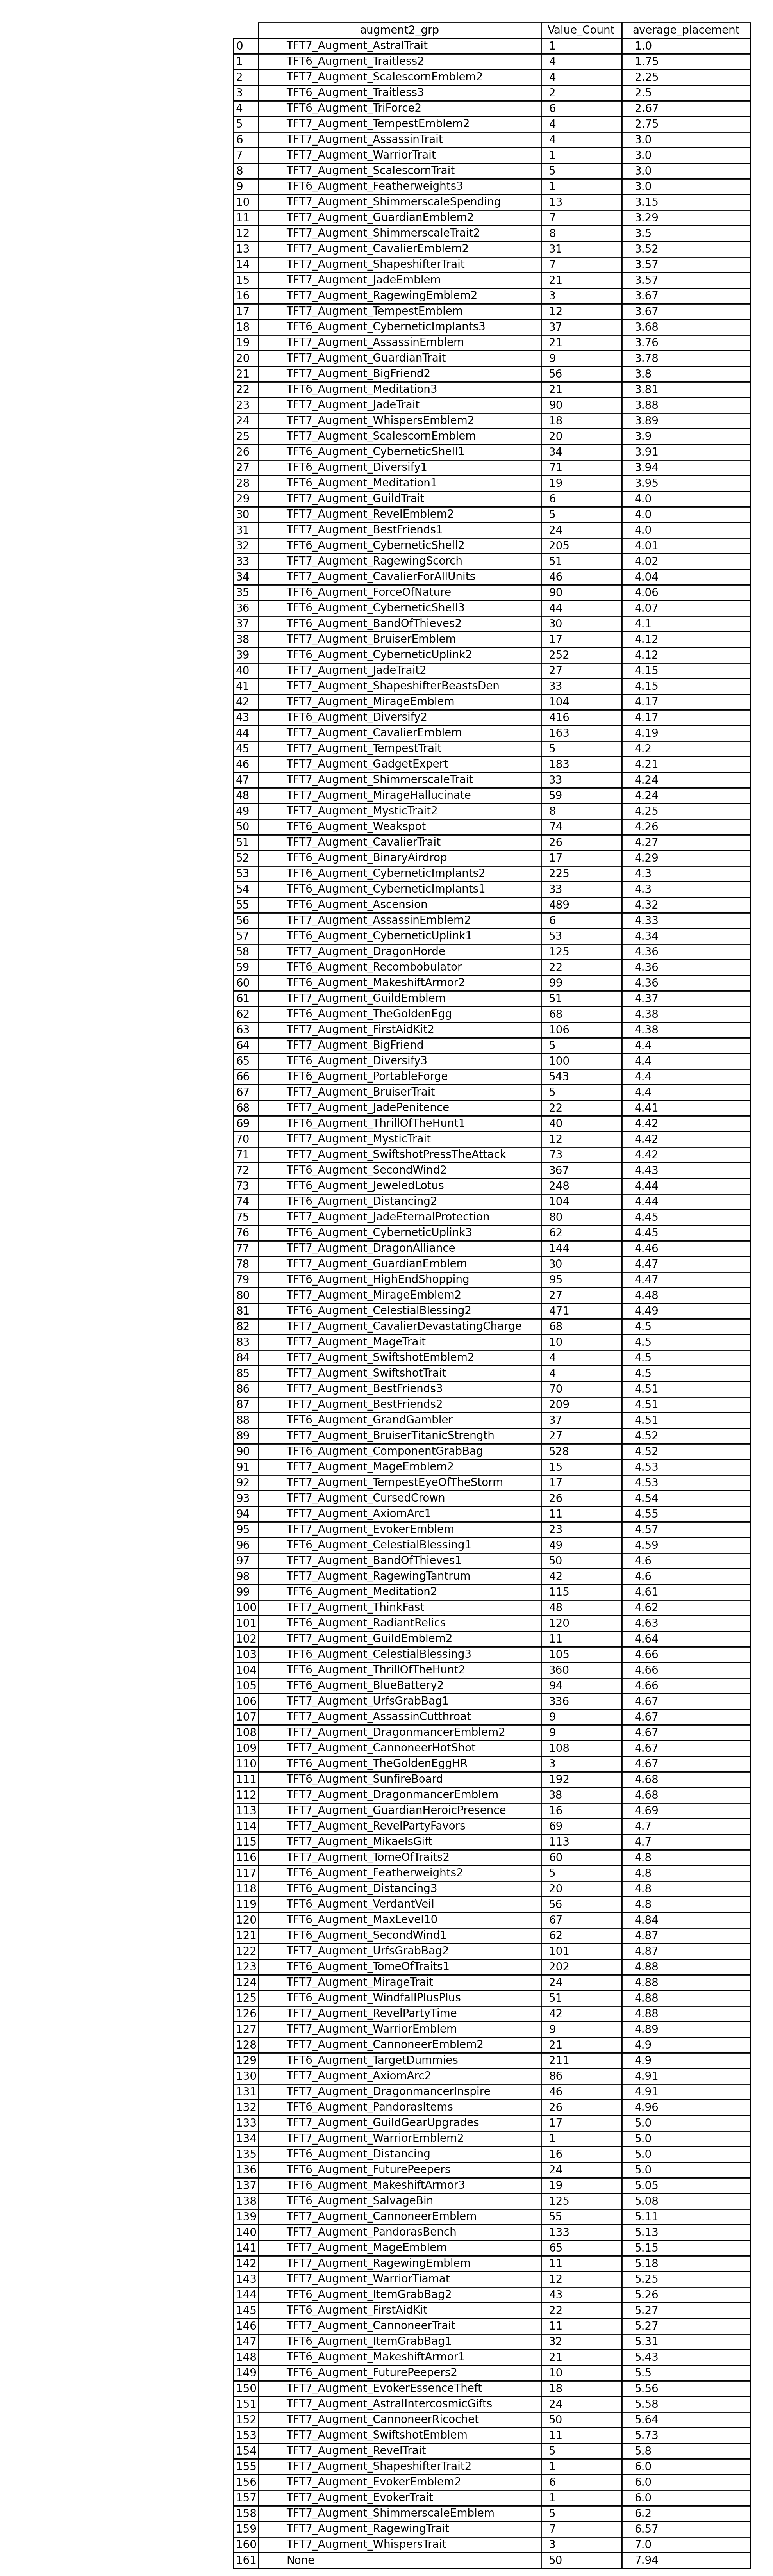 augment2_grp Value_Count average_placement
0 TFT7_Augment_AstralTrait 1 1.0
1 TFT6_Augment_Traitless2 4 1.75
2 TFT7_Augment_ScalescornEmblem2 4 2.25
3 TFT6_Augment_Traitless3 2 2.5
4 TFT6_Augment_TriForce2 6 2.67
5 TFT7_Augment_TempestEmblem2 4 2.75
6 TFT7_Augment_AssassinTrait 4 3.0
7 TFT7_Augment_WarriorTrait 1 3.0
8 TFT7_Augment_ScalescornTrait 5 3.0
9 TFT6_Augment_Featherweights3 1 3.0
10 TFT7_Augment_ShimmerscaleSpending 13 3.15
11 TFT7_Augment_GuardianEmblem2 7 3.29
12 TFT7_Augment_ShimmerscaleTrait2 8 3.5
13 TFT7_Augment_CavalierEmblem2 31 3.52
14 TFT7_Augment_ShapeshifterTrait 7 3.57
15 TFT7_Augment_JadeEmblem 21 3.57
16 TFT7_Augment_RagewingEmblem2 3 3.67
17 TFT7_Augment_TempestEmblem 12 3.67
18 TFT6_Augment_CyberneticImplants3 37 3.68
19 TFT7_Augment_AssassinEmblem 21 3.76
20 TFT7_Augment_GuardianTrait 9 3.78
21 TFT7_Augment_BigFriend2 56 3.8
22 TFT6_Augment_Meditation3 21 3.81
23 TFT7_Augment_JadeTrait 90 3.88
24 TFT7_Augment_WhispersEmblem2 18 3.89
25 TFT7_Augment_ScalescornEmblem 20 3.9
26 TFT6_Augment_CyberneticShell1 34 3.91
27 TFT6_Augment_Diversify1 71 3.94
28 TFT6_Augment_Meditation1 19 3.95
29 TFT7_Augment_GuildTrait 6 4.0
30 TFT7_Augment_RevelEmblem2 5 4.0
31 TFT7_Augment_BestFriends1 24 4.0
32 TFT6_Augment_CyberneticShell2 205 4.01
33 TFT7_Augment_RagewingScorch 51 4.02
34 TFT7_Augment_CavalierForAllUnits 46 4.04
35 TFT6_Augment_ForceOfNature 90 4.06
36 TFT6_Augment_CyberneticShell3 44 4.07
37 TFT6_Augment_BandOfThieves2 30 4.1
38 TFT7_Augment_BruiserEmblem 17 4.12
39 TFT6_Augment_CyberneticUplink2 252 4.12
40 TFT7_Augment_JadeTrait2 27 4.15
41 TFT7_Augment_ShapeshifterBeastsDen 33 4.15
42 TFT7_Augment_MirageEmblem 104 4.17
43 TFT6_Augment_Diversify2 416 4.17
44 TFT7_Augment_CavalierEmblem 163 4.19
45 TFT7_Augment_TempestTrait 5 4.2
46 TFT7_Augment_GadgetExpert 183 4.21
47 TFT7_Augment_ShimmerscaleTrait 33 4.24
48 TFT7_Augment_MirageHallucinate 59 4.24
49 TFT7_Augment_MysticTrait2 8 4.25
50 TFT6_Augment_Weakspot 74 4.26
51 TFT7_Augment_CavalierTrait 26 4.27
52 TFT6_Augment_BinaryAirdrop 17 4.29
53 TFT6_Augment_CyberneticImplants2 225 4.3
54 TFT6_Augment_CyberneticImplants1 33 4.3
55 TFT6_Augment_Ascension 489 4.32
56 TFT7_Augment_AssassinEmblem2 6 4.33
57 TFT6_Augment_CyberneticUplink1 53 4.34
58 TFT7_Augment_DragonHorde 125 4.36
59 TFT6_Augment_Recombobulator 22 4.36
60 TFT6_Augment_MakeshiftArmor2 99 4.36
61 TFT7_Augment_GuildEmblem 51 4.37
62 TFT6_Augment_TheGoldenEgg 68 4.38
63 TFT7_Augment_FirstAidKit2 106 4.38
64 TFT7_Augment_BigFriend 5 4.4
65 TFT6_Augment_Diversify3 100 4.4
66 TFT6_Augment_PortableForge 543 4.4
67 TFT7_Augment_BruiserTrait 5 4.4
68 TFT7_Augment_JadePenitence 22 4.41
69 TFT6_Augment_ThrillOfTheHunt1 40 4.42
70 TFT7_Augment_MysticTrait 12 4.42
71 TFT7_Augment_SwiftshotPressTheAttack 73 4.42
72 TFT6_Augment_SecondWind2 367 4.43
73 TFT6_Augment_JeweledLotus 248 4.44
74 TFT6_Augment_Distancing2 104 4.44
75 TFT7_Augment_JadeEternalProtection 80 4.45
76 TFT6_Augment_CyberneticUplink3 62 4.45
77 TFT7_Augment_DragonAlliance 144 4.46
78 TFT7_Augment_GuardianEmblem 30 4.47
79 TFT6_Augment_HighEndShopping 95 4.47
80 TFT7_Augment_MirageEmblem2 27 4.48
81 TFT6_Augment_CelestialBlessing2 471 4.49
82 TFT7_Augment_CavalierDevastatingCharge 68 4.5
83 TFT7_Augment_MageTrait 10 4.5
84 TFT7_Augment_SwiftshotEmblem2 4 4.5
85 TFT7_Augment_SwiftshotTrait 4 4.5
86 TFT7_Augment_BestFriends3 70 4.51
87 TFT7_Augment_BestFriends2 209 4.51
88 TFT6_Augment_GrandGambler 37 4.51
89 TFT7_Augment_BruiserTitanicStrength 27 4.52
90 TFT6_Augment_ComponentGrabBag 528 4.52
91 TFT7_Augment_MageEmblem2 15 4.53
92 TFT7_Augment_TempestEyeOfTheStorm 17 4.53
93 TFT7_Augment_CursedCrown 26 4.54
94 TFT7_Augment_AxiomArc1 11 4.55
95 TFT7_Augment_EvokerEmblem 23 4.57
96 TFT6_Augment_CelestialBlessing1 49 4.59
97 TFT7_Augment_BandOfThieves1 50 4.6
98 TFT7_Augment_RagewingTantrum 42 4.6
99 TFT6_Augment_Meditation2 115 4.61
100 TFT7_Augment_ThinkFast 48 4.62
101 TFT6_Augment_RadiantRelics 120 4.63
102 TFT7_Augment_GuildEmblem2 11 4.64
103 TFT6_Augment_CelestialBlessing3 105 4.66
104 TFT6_Augment_ThrillOfTheHunt2 360 4.66
105 TFT6_Augment_BlueBattery2 94 4.66
106 TFT7_Augment_UrfsGrabBag1 336 4.67
107 TFT7_Augment_AssassinCutthroat 9 4.67
108 TFT7_Augment_DragonmancerEmblem2 9 4.67
109 TFT7_Augment_CannoneerHotShot 108 4.67
110 TFT6_Augment_TheGoldenEggHR 3 4.67
111 TFT6_Augment_SunfireBoard 192 4.68
112 TFT7_Augment_DragonmancerEmblem 38 4.68
113 TFT7_Augment_GuardianHeroicPresence 16 4.69
114 TFT7_Augment_RevelPartyFavors 69 4.7
115 TFT7_Augment_MikaelsGift 113 4.7
116 TFT7_Augment_TomeOfTraits2 60 4.8
117 TFT6_Augment_Featherweights2 5 4.8
118 TFT6_Augment_Distancing3 20 4.8
119 TFT6_Augment_VerdantVeil 56 4.8
120 TFT6_Augment_MaxLevel10 67 4.84
121 TFT6_Augment_SecondWind1 62 4.87
122 TFT7_Augment_UrfsGrabBag2 101 4.87
123 TFT6_Augment_TomeOfTraits1 202 4.88
124 TFT7_Augment_MirageTrait 24 4.88
125 TFT6_Augment_WindfallPlusPlus 51 4.88
126 TFT7_Augment_RevelPartyTime 42 4.88
127 TFT7_Augment_WarriorEmblem 9 4.89
128 TFT7_Augment_CannoneerEmblem2 21 4.9
129 TFT6_Augment_TargetDummies 211 4.9
130 TFT7_Augment_AxiomArc2 86 4.91
131 TFT7_Augment_DragonmancerInspire 46 4.91
132 TFT6_Augment_PandorasItems 26 4.96
133 TFT7_Augment_GuildGearUpgrades 17 5.0
134 TFT7_Augment_WarriorEmblem2 1 5.0
135 TFT6_Augment_Distancing 16 5.0
136 TFT6_Augment_FuturePeepers 24 5.0
137 TFT6_Augment_MakeshiftArmor3 19 5.05
138 TFT6_Augment_SalvageBin 125 5.08
139 TFT7_Augment_CannoneerEmblem 55 5.11
140 TFT7_Augment_PandorasBench 133 5.13
141 TFT7_Augment_MageEmblem 65 5.15
142 TFT7_Augment_RagewingEmblem 11 5.18
143 TFT7_Augment_WarriorTiamat 12 5.25
144 TFT6_Augment_ItemGrabBag2 43 5.26
145 TFT6_Augment_FirstAidKit 22 5.27
146 TFT7_Augment_CannoneerTrait 11 5.27
147 TFT6_Augment_ItemGrabBag1 32 5.31
148 TFT6_Augment_MakeshiftArmor1 21 5.43
149 TFT6_Augment_FuturePeepers2 10 5.5
150 TFT7_Augment_EvokerEssenceTheft 18 5.56
151 TFT7_Augment_AstralIntercosmicGifts 24 5.58
152 TFT7_Augment_CannoneerRicochet 50 5.64
153 TFT7_Augment_SwiftshotEmblem 11 5.73
154 TFT7_Augment_RevelTrait 5 5.8
155 TFT7_Augment_ShapeshifterTrait2 1 6.0
156 TFT7_Augment_EvokerEmblem2 6 6.0
157 TFT7_Augment_EvokerTrait 1 6.0
158 TFT7_Augment_ShimmerscaleEmblem 5 6.2
159 TFT7_Augment_RagewingTrait 7 6.57
160 TFT7_Augment_WhispersTrait 3 7.0
161 None 50 7.94